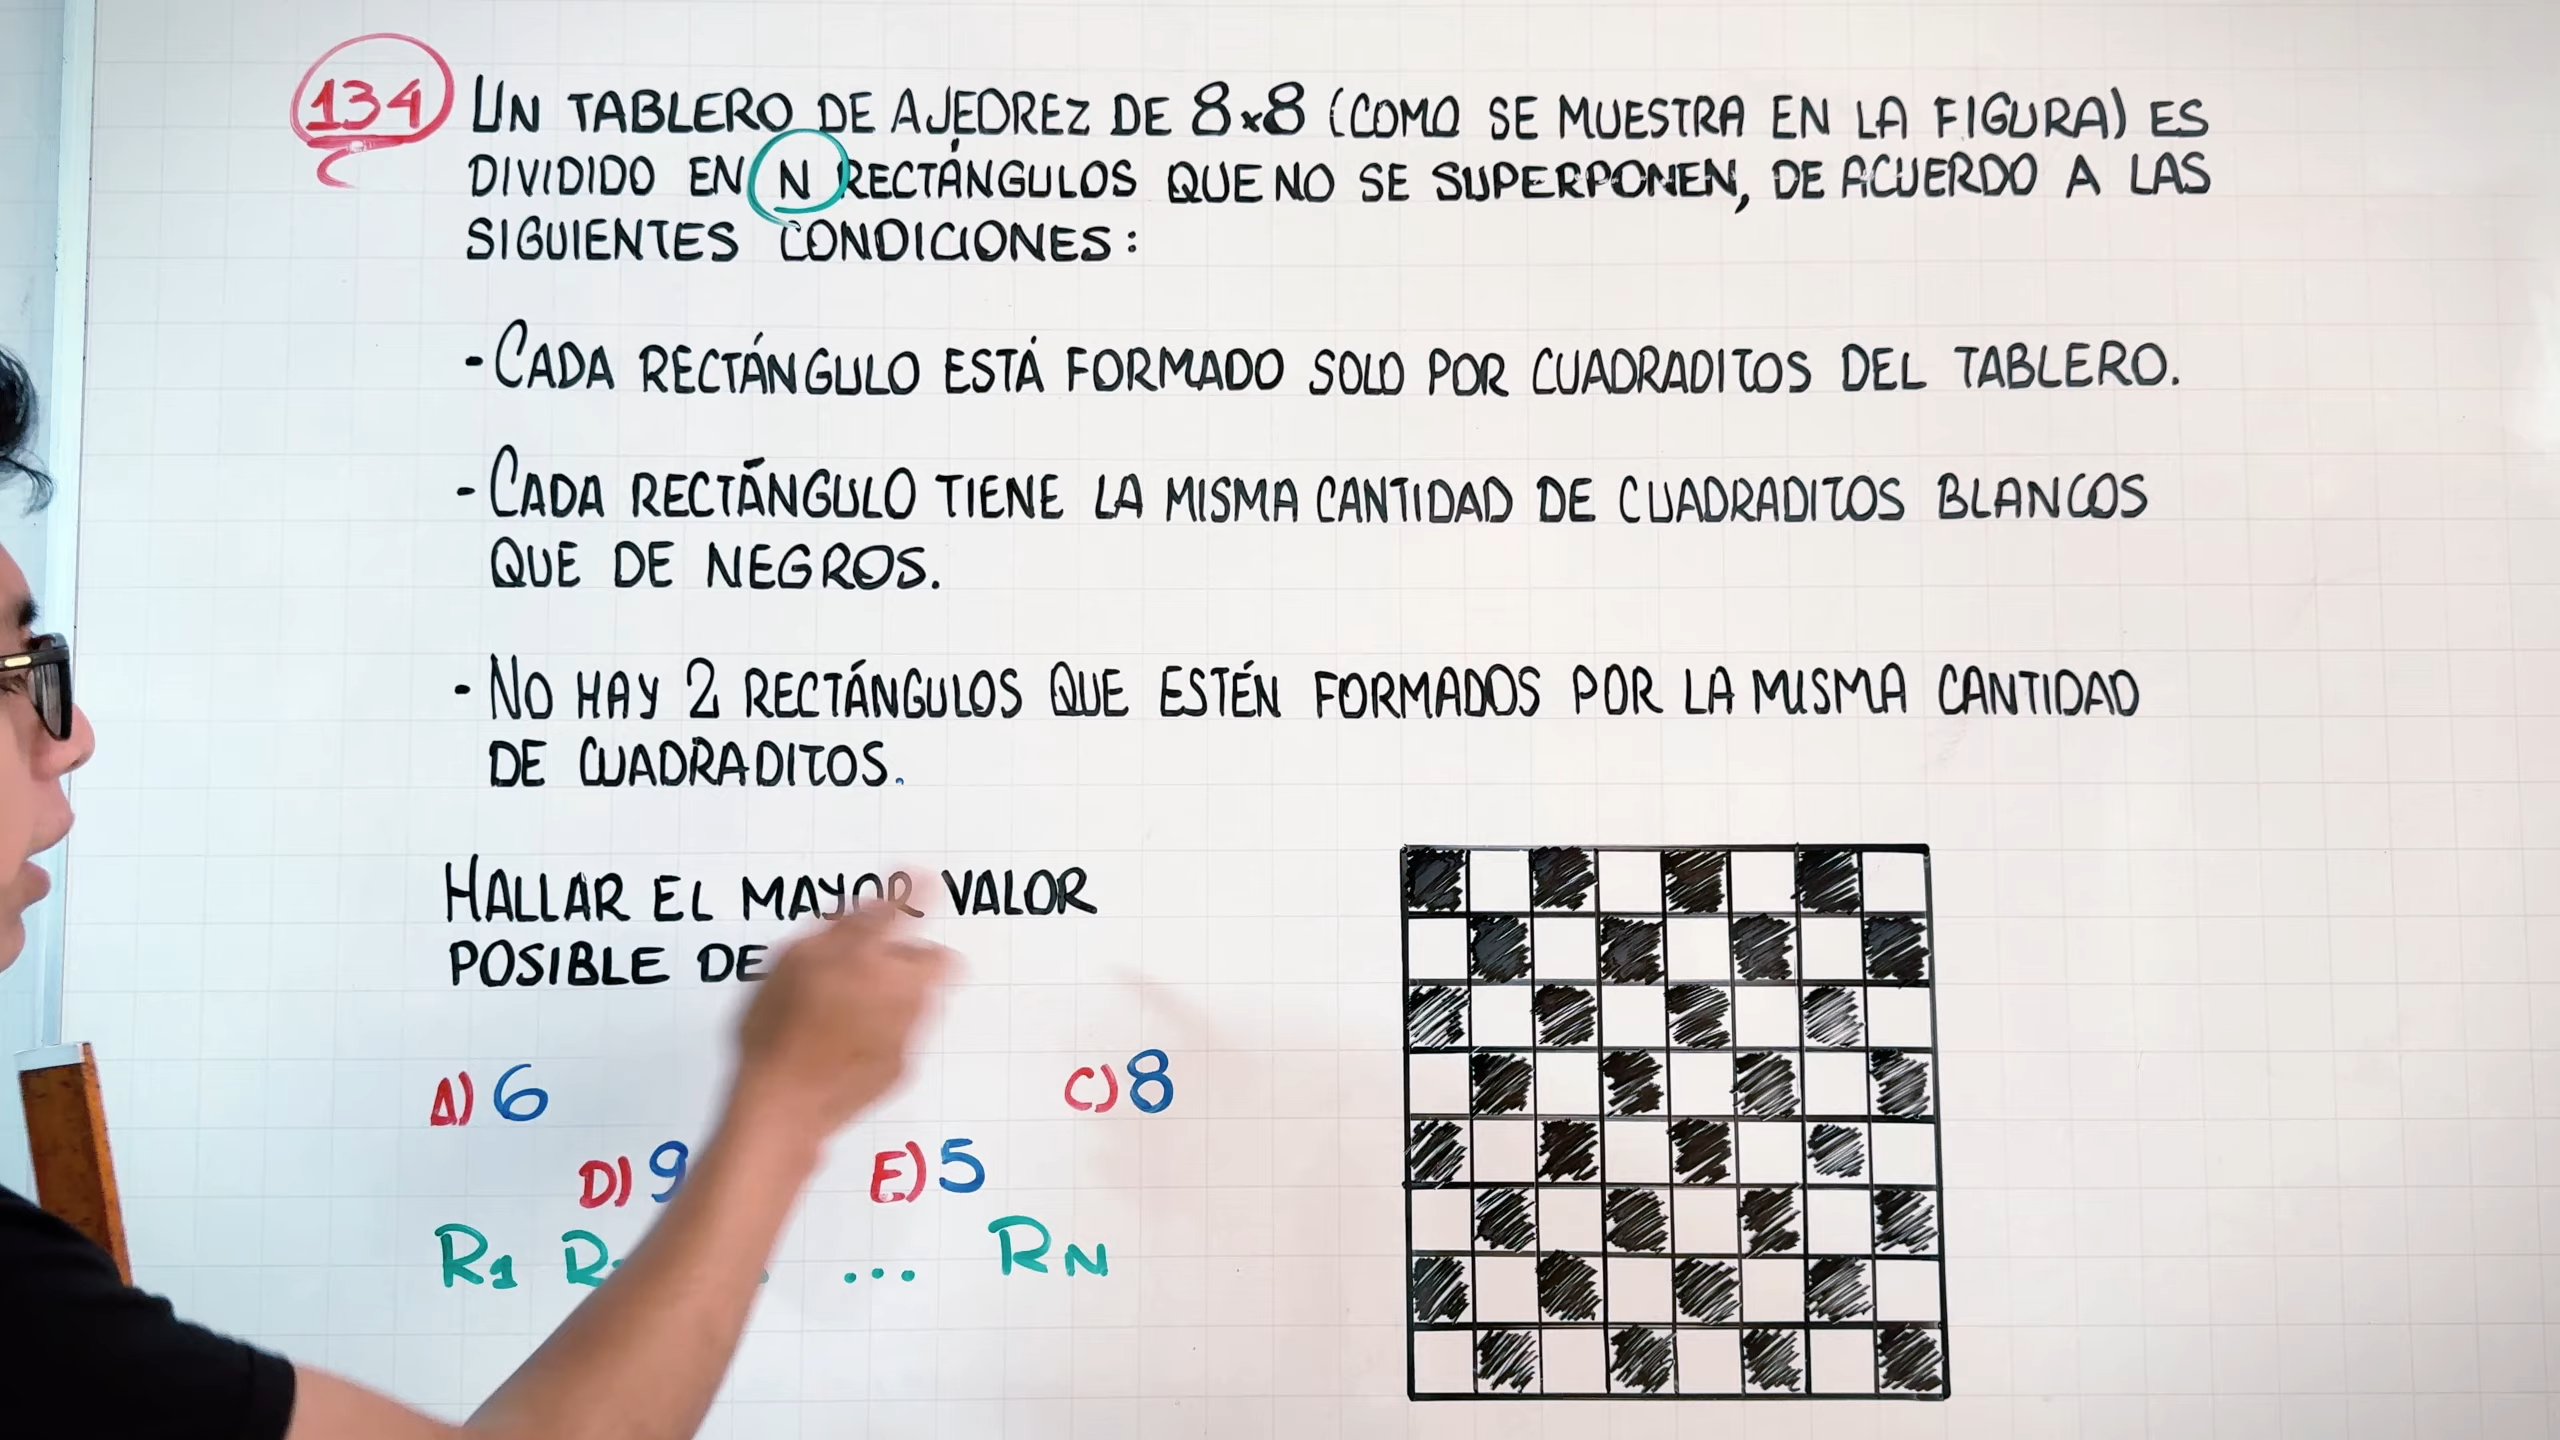 134 UN TABLERO DE AJEDREZ DE 8x8 (COMO SE MUESTRA EN LA FIGURA) ES
DIVIDIDO EN N RECTÁNGULOS QUE NO SE SUPERPONEN, DE ACUERDO A LAS
SIGUIENTES CONDICIONES:
- CADA RECTÁNGULO ESTÁ FORMADO SOLO POR CUADRADITOS DEL TABLERO.
- CADA RECTÁNGULO TIENE LA MISMA CANTIDAD DE CUADRADITOS BLANCOS
QUE DE NEGROS.
- NO HAY 2 RECTÁNGULOS QUE ESTÉN FORMADOS POR LA MISMA CANTIDAD
DE CUADRADITOS.
HALLAR EL MAYOR VALOR
POSIBLE DE
A) 6 C) 8
D) 9 E) 5
R1 ... RN